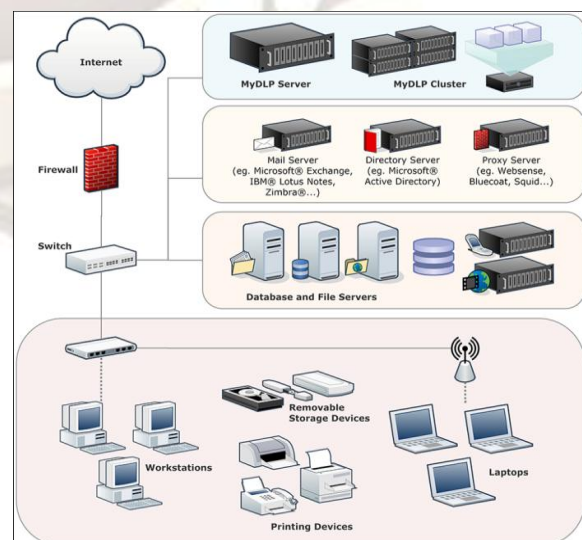 Internet
MyDLP Server
MyDLP Cluster
Firewall
Mail Server
(eg. Microsoft® Exchange,
IBM® Lotus Notes,
Zimbra®...)
Directory Server
(eg. Microsoft®
Active Directory)
Proxy Server
(eg. Websense,
Bluecoat, Squid...)
Switch
Database and File Servers
Removable
Storage Devices
Workstations
Laptops
Printing Devices